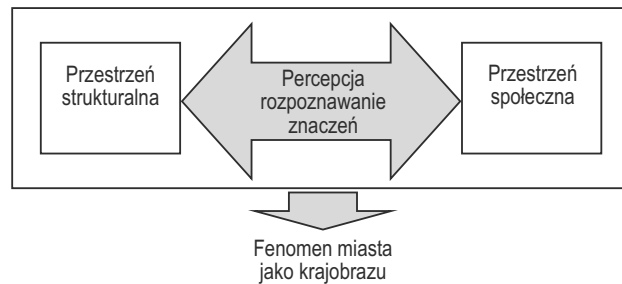 Przestrzeń
strukturalna
Percepcja
rozpoznawanie
znaczeń
Przestrzeń
społeczna
Fenomen miasta
jako krajobrazu